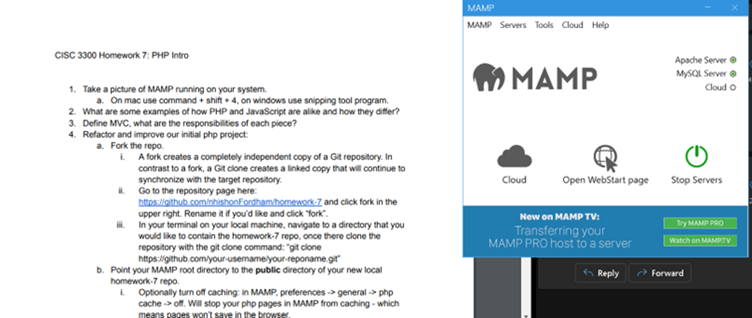 CISC 3300 Homework 7: PHP Intro
1. Take a picture of MAMP running on your system.
a. On mac use command + shift + 4, on windows use snipping tool program.
2. What are some examples of how PHP and JavaScript are alike and how they differ?
3. Define MVC, what are the responsibilities of each piece?
4. Refactor and improve our initial php project:
a. Fork the repo.
i. A fork creates a completely independent copy of a Git repository. In
contrast to a fork, a Git clone creates a linked copy that will continue to
synchronize with the target repository.
ii. Go to the repository page here:
https://github.com/nhishonFordham/homework-7 and click fork in the
upper right. Rename it if you'd like and click "fork".
iii. In your terminal on your local machine, navigate to a directory that you
would like to contain the homework-7 repo, once there clone the
repository with the git clone command: "git clone
https://github.com/your-username/your-reponame.git"
b. Point your MAMP root directory to the public directory of your new local
homework-7 repo.
i. Optionally turn off caching: in MAMP, preferences -> general -> php
cache -> off. Will stop your php pages in MAMP from caching - which
means pages won't save in the browser.
MAMP
MAMP Servers Tools Cloud Help
Apache Server
MySQL Server
Cloud
MAMP
Cloud
Open WebStart page
Stop Servers
New on MAMP TV:
Transferring your
MAMP PRO host to a server
Try MAMP PRO
Watch on MAMP.TV
Reply
Forward